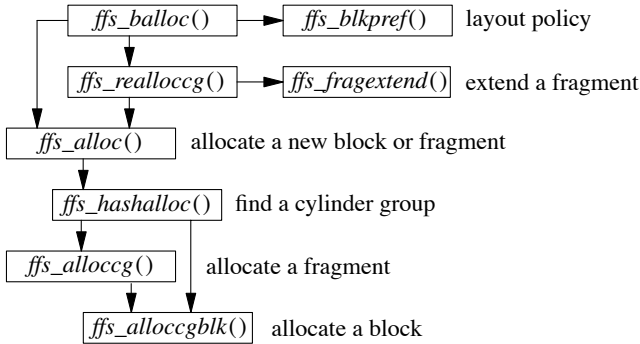 ffs_balloc() ffs_blkpref() layout policy
ffs_realloccg() ffs_fragextend() extend a fragment
ffs_alloc() allocate a new block or fragment
ffs_hashalloc() find a cylinder group
ffs_alloccg() allocate a fragment
ffs_alloccgblk() allocate a block